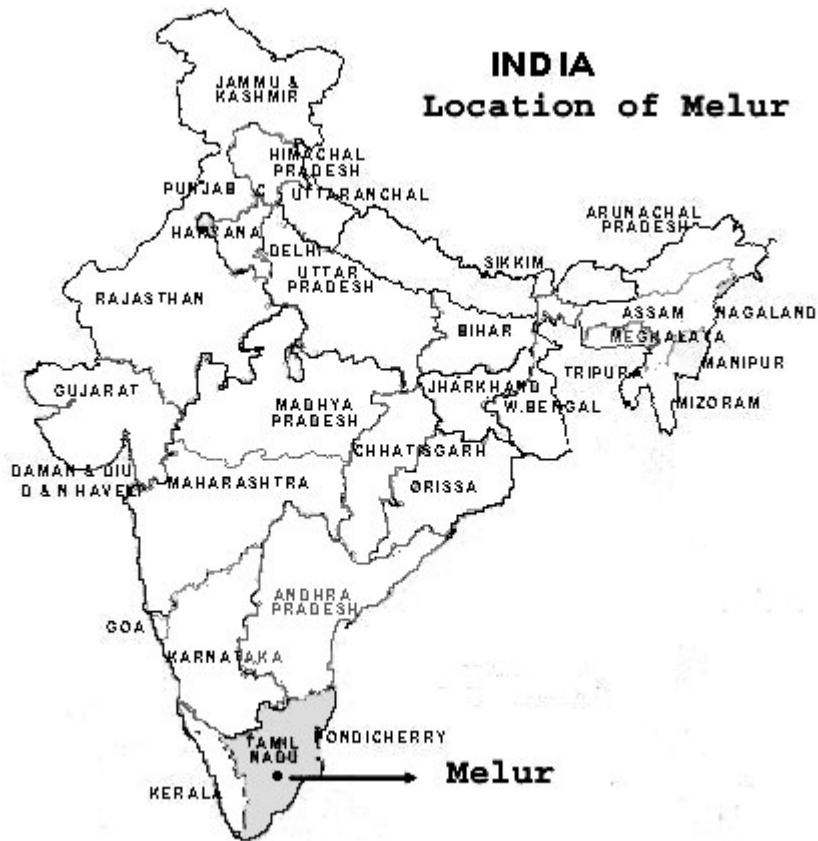 INDIA
Location of Melur
JAMMU &
KASHMIR
HIMACHAL
PRADESH
PUNJAB
C
UTTARANCHAL
HARYANA
DELHI
ARUNACHAL
PRADESH
SIKKIM
UTTAR
PRADESH
RAJASTHAN
ASSAM
NAGALAND
BIHAR
MEGHALAYA
MANIPUR
TRIPURA
MIZORAM
GUJARAT
JHARKHAND
W.BENGAL
MADHYA
PRADESH
CHHATISGARH
DAMAN & DIU
D & N HAVELI
MAHARASHTRA
ORISSA
ANDHRA
PRADESH
GOA
KARNATAKA
PONDICHERRY
TAMIL
NADU
Melur
KERALA